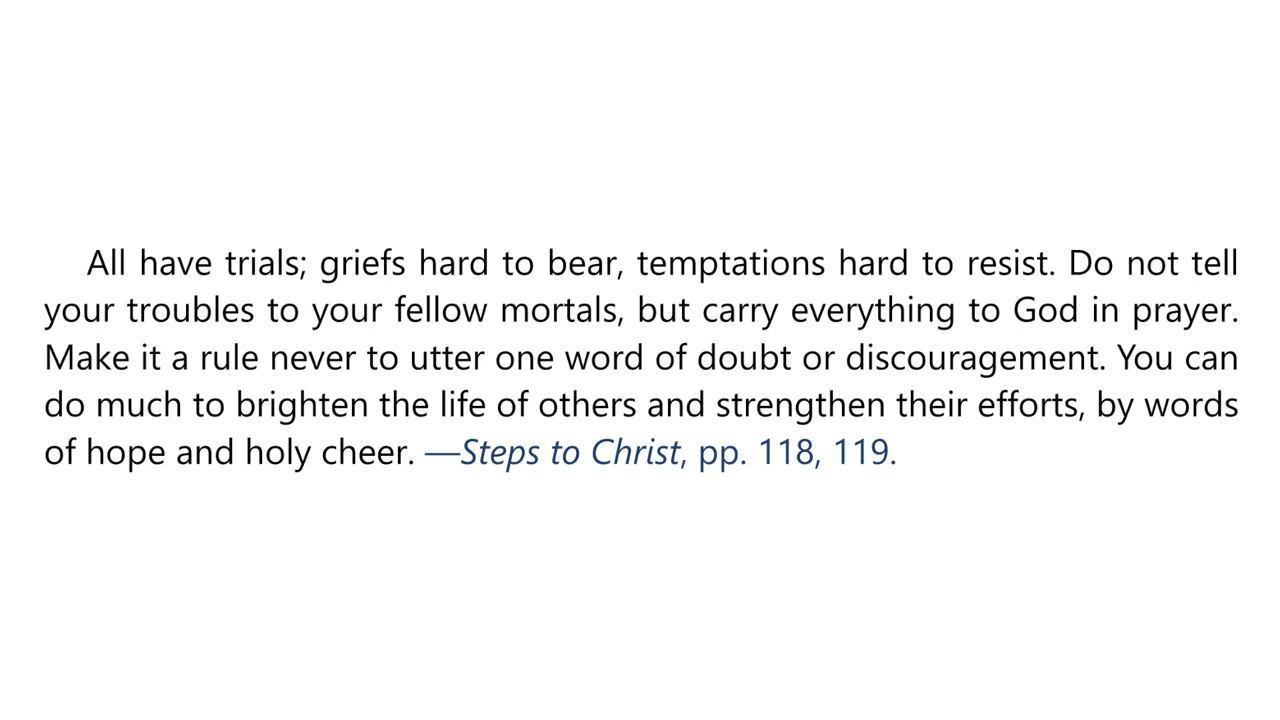 All have trials; griefs hard to bear, temptations hard to resist. Do not tell
your troubles to your fellow mortals, but carry everything to God in prayer.
Make it a rule never to utter one word of doubt or discouragement. You can
do much to brighten the life of others and strengthen their efforts, by words
of hope and holy cheer. —Steps to Christ, pp. 118, 119.